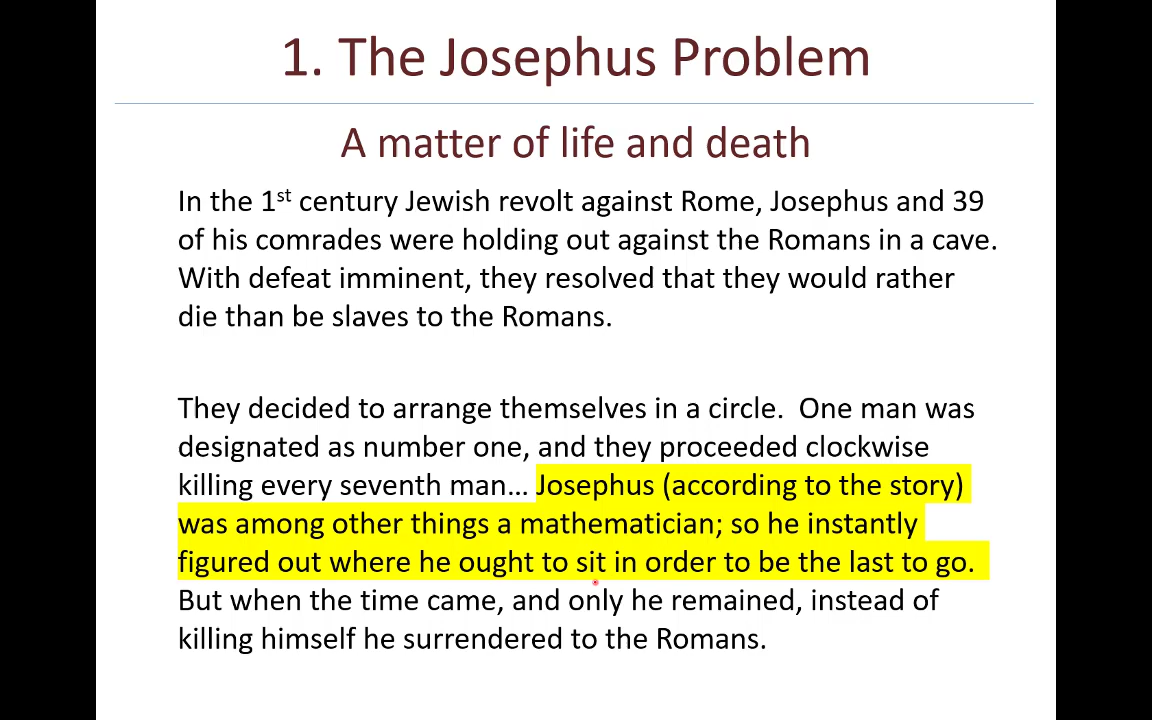 1. The Josephus Problem
A matter of life and death
In the 1st century Jewish revolt against Rome, Josephus and 39
of his comrades were holding out against the Romans in a cave.
With defeat imminent, they resolved that they would rather
die than be slaves to the Romans.
They decided to arrange themselves in a circle.  One man was
designated as number one, and they proceeded clockwise
killing every seventh man... Josephus (according to the story)
was among other things a mathematician; so he instantly
figured out where he ought to sit in order to be the last to go.
But when the time came, and only he remained, instead of
killing himself he surrendered to the Romans.